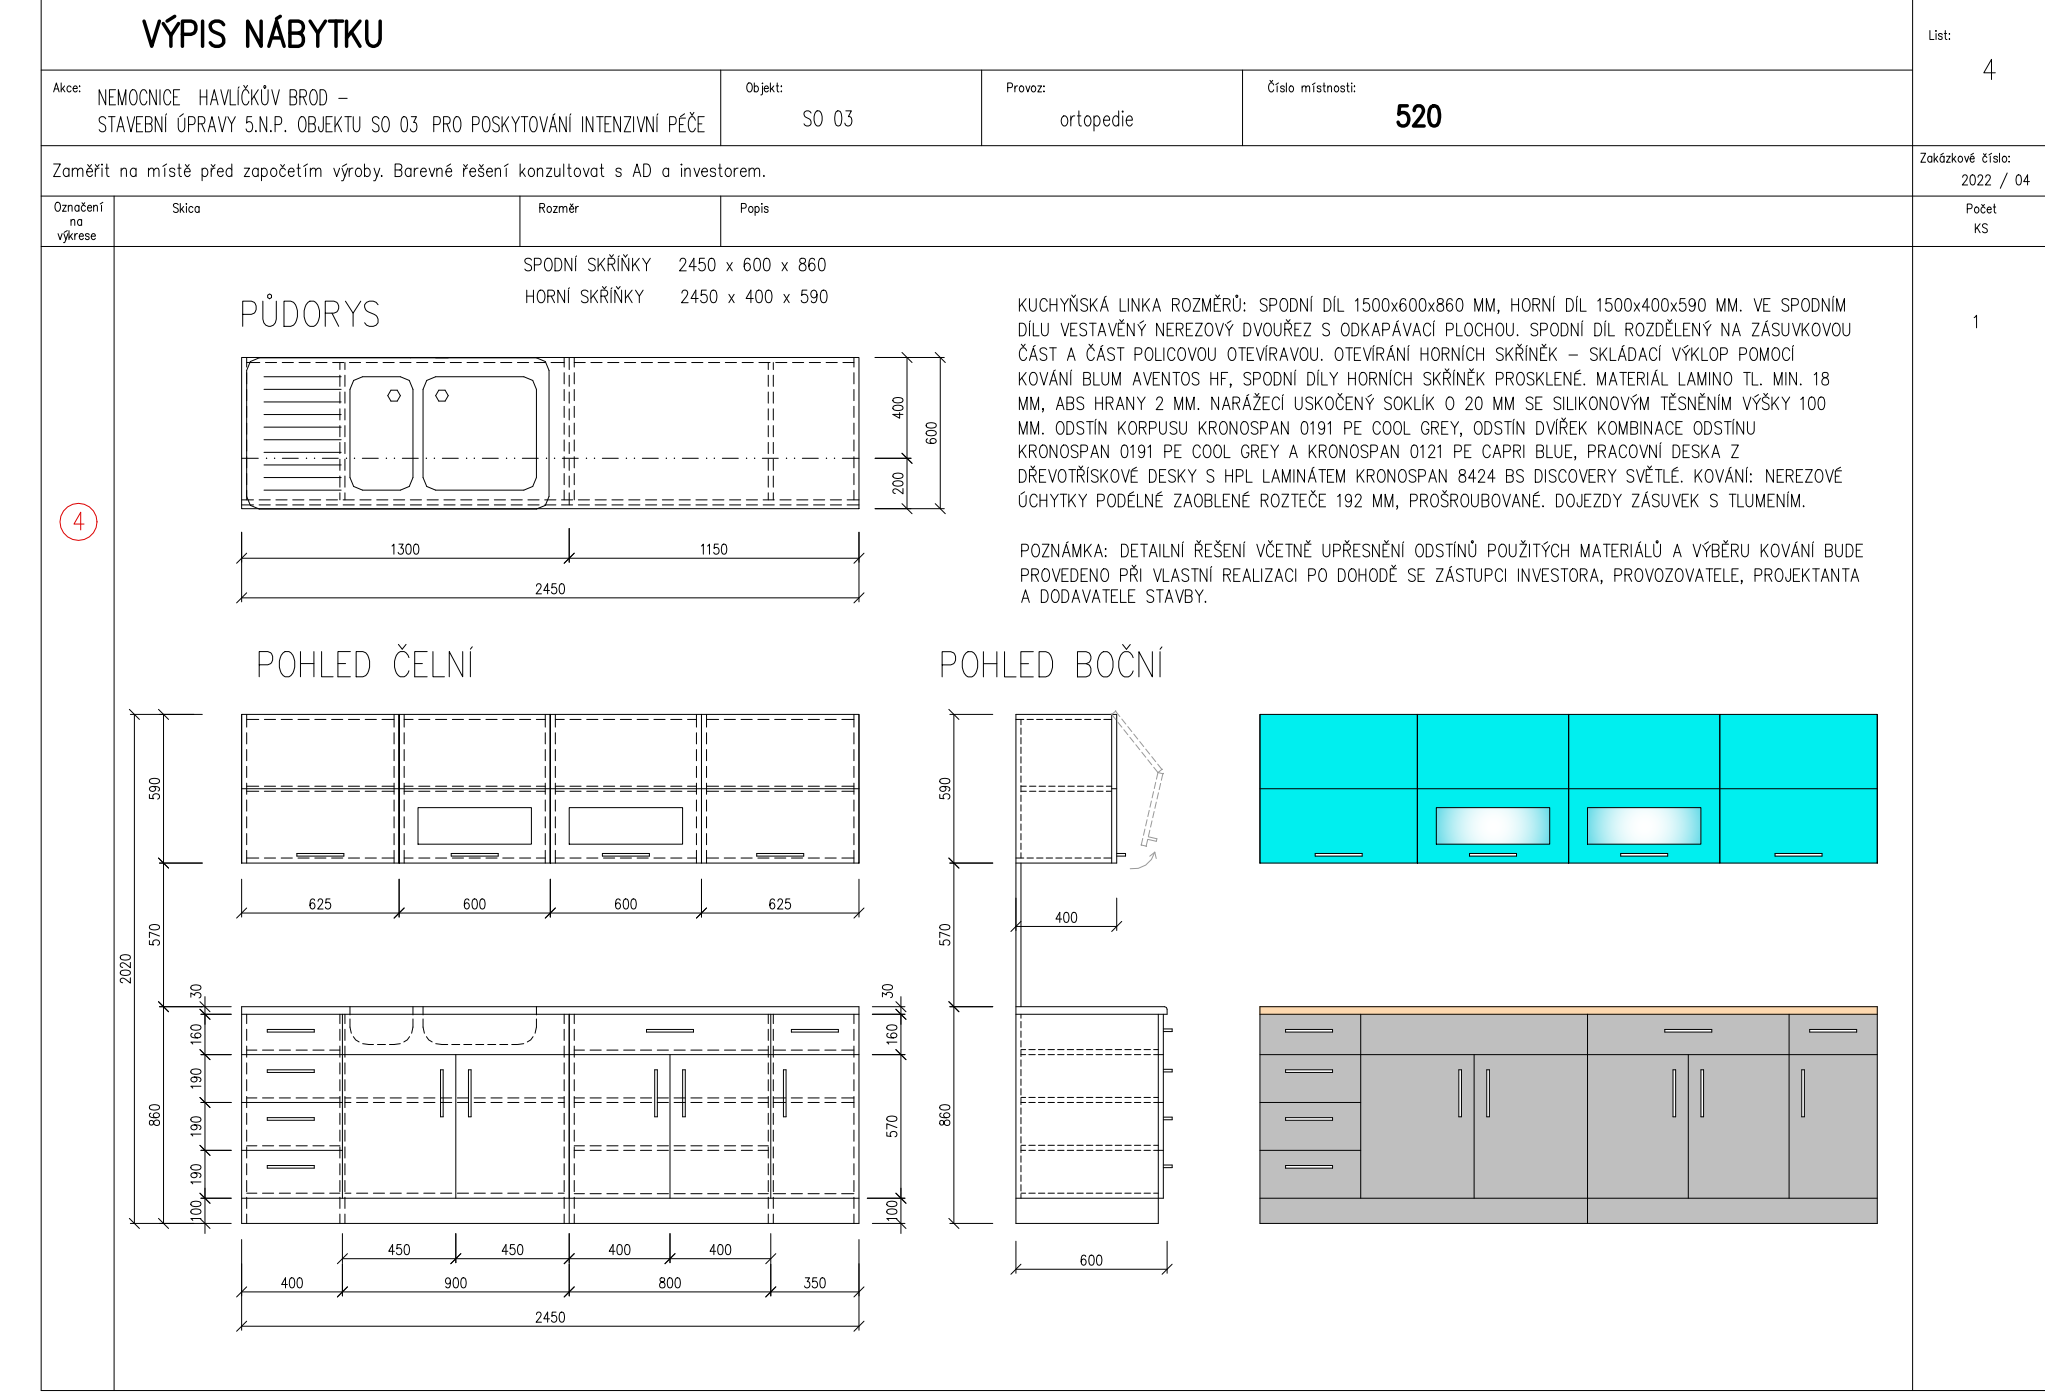 VÝPIS NÁBYTKU
List:
4
Akce:
NEMOCNICE HAVLÍČKŮV BROD –
STAVEBNÍ ÚPRAVY 5.N.P. OBJEKTU SO 03 PRO POSKYTOVÁNÍ INTENZIVNÍ PÉČE
Objekt:
SO 03
Provoz:
ortopedie
Číslo místnosti:
520
Zaměřit na místě před započetím výroby. Barevné řešení konzultovat s AD a investorem.
Zakázkové číslo:
2022 / 04
Označení
na
výkrese
Skica
Rozměr
Popis
Počet
KS
SPODNÍ SKŘÍŇKY 2450 x 600 x 860
HORNÍ SKŘÍŇKY 2450 x 400 x 590
PŮDORYS
KUCHYŇSKÁ LINKA ROZMĚRŮ: SPODNÍ DÍL 1500x600x860 MM, HORNÍ DÍL 1500x400x590 MM. VE SPODNÍM
DÍLU VESTAVĚNÝ NEREZOVÝ DVOUŘEZ S ODKAPÁVACÍ PLOCHOU. SPODNÍ DÍL ROZDĚLENÝ NA ZÁSUVKOVOU
ČÁST A ČÁST POLICOVOU OTEVÍRAVOU. OTEVÍRÁNÍ HORNÍCH SKŘÍNĚK – SKLÁDACÍ VÝKLOP POMOCÍ
KOVÁNÍ BLUM AVENTOS HF, SPODNÍ DÍLY HORNÍCH SKŘÍNĚK PROSKLENÉ. MATERIÁL LAMINO TL. MIN. 18
MM, ABS HRANY 2 MM. NARÁŽECÍ USKOČENÝ SOKLÍK O 20 MM SE SILIKONOVÝM TĚSNĚNÍM VÝŠKY 100
MM. ODSTÍN KORPUSU KRONOSPAN 0191 PE COOL GREY, ODSTÍN DVÍŘEK KOMBINACE ODSTÍNU
KRONOSPAN 0191 PE COOL GREY A KRONOSPAN 0121 PE CAPRI BLUE, PRACOVNÍ DESKA Z
DŘEVOTŘÍSKOVÉ DESKY S HPL LAMINÁTEM KRONOSPAN 8424 BS DISCOVERY SVĚTLÉ. KOVÁNÍ: NEREZOVÉ
ÚCHYTKY PODÉLNÉ ZAOBLENÉ ROZTEČE 192 MM, PROŠROUBOVANÉ. DOJEZDY ZÁSUVEK S TLUMENÍM.
1
400
600
200
4
POZNÁMKA: DETAILNÍ ŘEŠENÍ VČETNĚ UPŘESNĚNÍ ODSTÍNŮ POUŽITÝCH MATERIÁLŮ A VÝBĚRU KOVÁNÍ BUDE
PROVEDENO PŘI VLASTNÍ REALIZACI PO DOHODĚ SE ZÁSTUPCI INVESTORA, PROVOZOVATELE, PROJEKTANTA
A DODAVATELE STAVBY.
1300
1150
2450
POHLED ČELNÍ
POHLED BOČNÍ
590
590
625
600
600
625
400
570
570
2020
30
30
160
160
190
860
190
570
860
190
100
100
450
450
400
400
600
400
900
800
350
2450